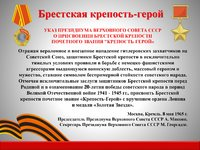 Брестская крепость-герой
УКАЗ ПРЕЗИДИУМА ВЕРХОВНОГО СОВЕТА СССР
О ПРИСВОЕНИИ БРЕСТСКОЙ КРЕПОСТИ
ПОЧЕТНОГО ЗВАНИЯ "КРЕПОСТЬ-ГЕРОЙ"
Отражая вероломное и внезапное нападение гитлеровских захватчиков на
Советский Союз, защитники Брестской крепости в исключительно
тяжелых условиях проявили в борьбе с немецко-фашистскими
агрессорами выдающуюся воинскую доблесть, массовый героизм и
мужество, ставшие символом беспримерной стойкости советского народа.
Отмечая исключительные заслуги защитников Брестской крепости перед
Родиной и в ознаменование 20-летия победы советского народа в
Великой Отечественной войне 1941 - 1945 гг., присвоить Брестской
крепости почетное звание «Крепость-Герой» с вручением ордена Ленина
и медали «Золотая Звезда».
Москва, Кремль. 8 мая 1965 г.
Председатель Президиума Верховного Совета СССР А. Микоян.
Секретарь Президиума Верховного Совета СССР М. Георгадзе.